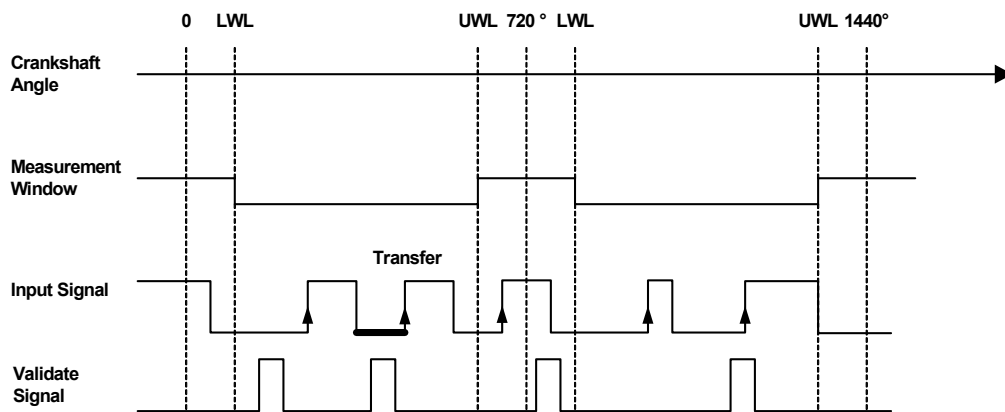 0 LWL UWL 720 ° LWL UWL 1440°
Crankshaft
Angle
Measurement
Window
Transfer
Input Signal
Validate
Signal